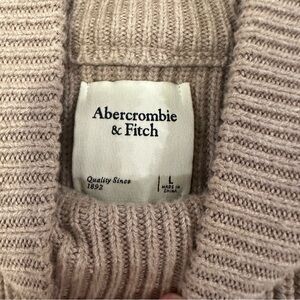 Abercrombie
& Fitch
Quality Since
1892
L
MADE IN
CHINA